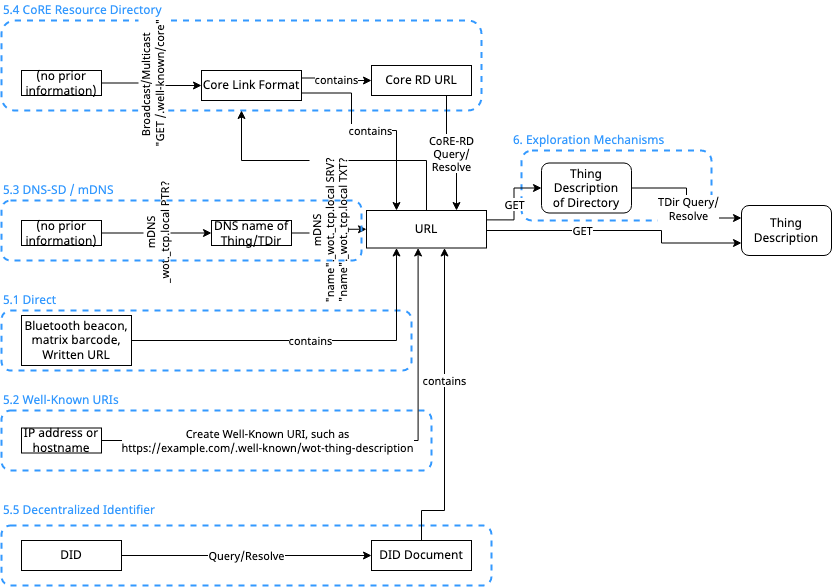 5.4 CoRE Resource Directory
(no prior
information)
Broadcast/Multicast
"GET /.well-known/core"
Core Link Format
contains
Core RD URL
contains
CoRE-RD
Query/
Resolve
6. Exploration Mechanisms
Thing
Description
of Directory
GET
TDir Query/
Resolve
GET
Thing
Description
5.3 DNS-SD / mDNS
(no prior
information)
mDNS
_wot._tcp.local PTR?
DNS name of
Thing/TDir
mDNS
"name"_wot._tcp.local SRV?
"name"_wot._tcp.local TXT?
URL
5.1 Direct
Bluetooth beacon,
matrix barcode,
Written URL
contains
contains
5.2 Well-Known URIs
IP address or
hostname
Create Well-Known URI, such as
https://example.com/.well-known/wot-thing-description
5.5 Decentralized Identifier
DID
Query/Resolve
DID Document